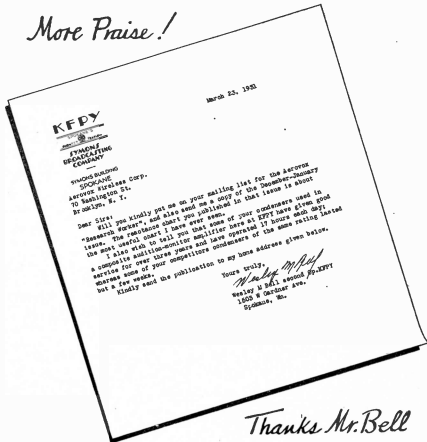 More Praise!
March 23, 1931
KFPY
SYMONS
BROADCASTING
COMPANY
SYMONS BUILDING
SPOKANE
Aerovox Wireless Corp.
70 Washington St.
Brooklyn, N. Y.
Dear Sirs:
Will you kindly put me on your mailing list for the Aerovox
"Research Worker", and also send me a copy of the December-January
issue. The resistance chart you published in that issue is about
the most useful chart I have ever seen.
I also wish to tell you that some of your condensers used in
a composite audition-monitor amplifier here at KFPY have given good
service for over three years and have operated 17 hours each day;
whereas some of your competitors condensers of the same rating lasted
but a few weeks.
Kindly send the publication to my home address given below.
Yours truly,
Wesley M Bell
Wesley M Bell second Op.KFPY
1503 W Gardner Ave.
Spokane, Wn.
Thanks Mr. Bell